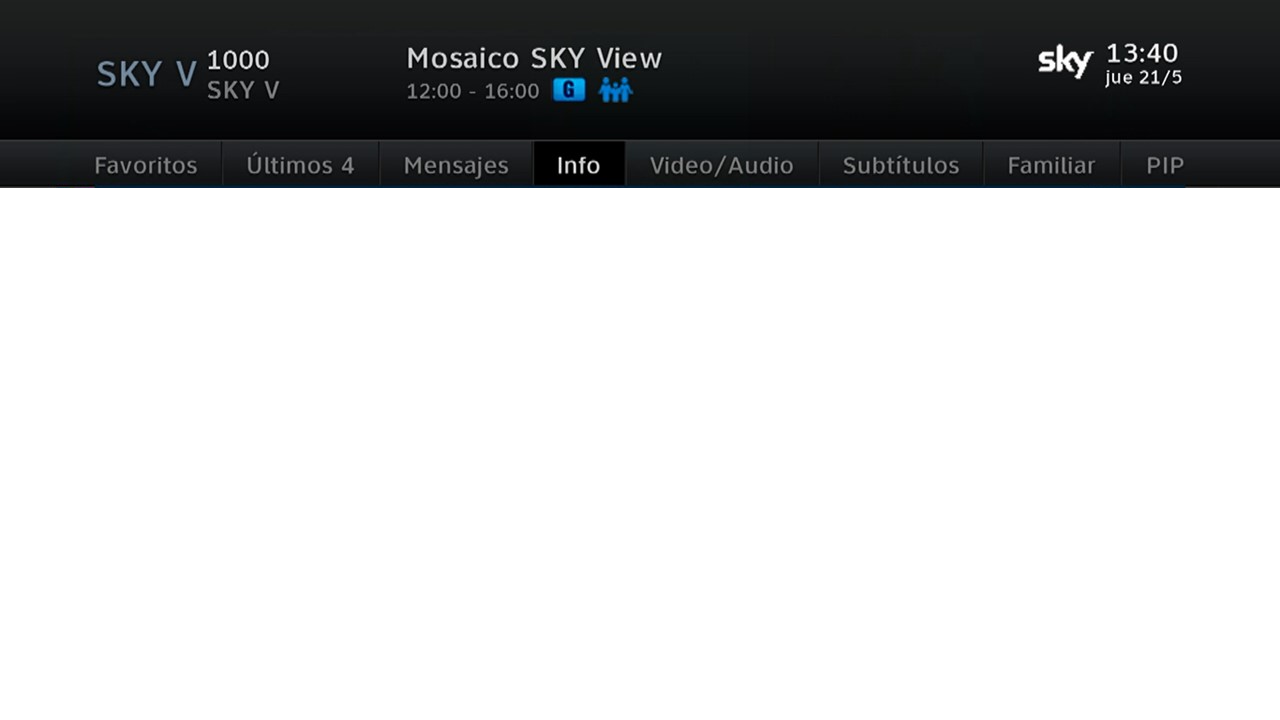 SKY V
1000
SKY V
Mosaico SKY View
12:00 - 16:00 G
sky
13:40
jue 21/5
Favoritos
Últimos 4
Mensajes
Info
Video/Audio
Subtítulos
Familiar
PIP